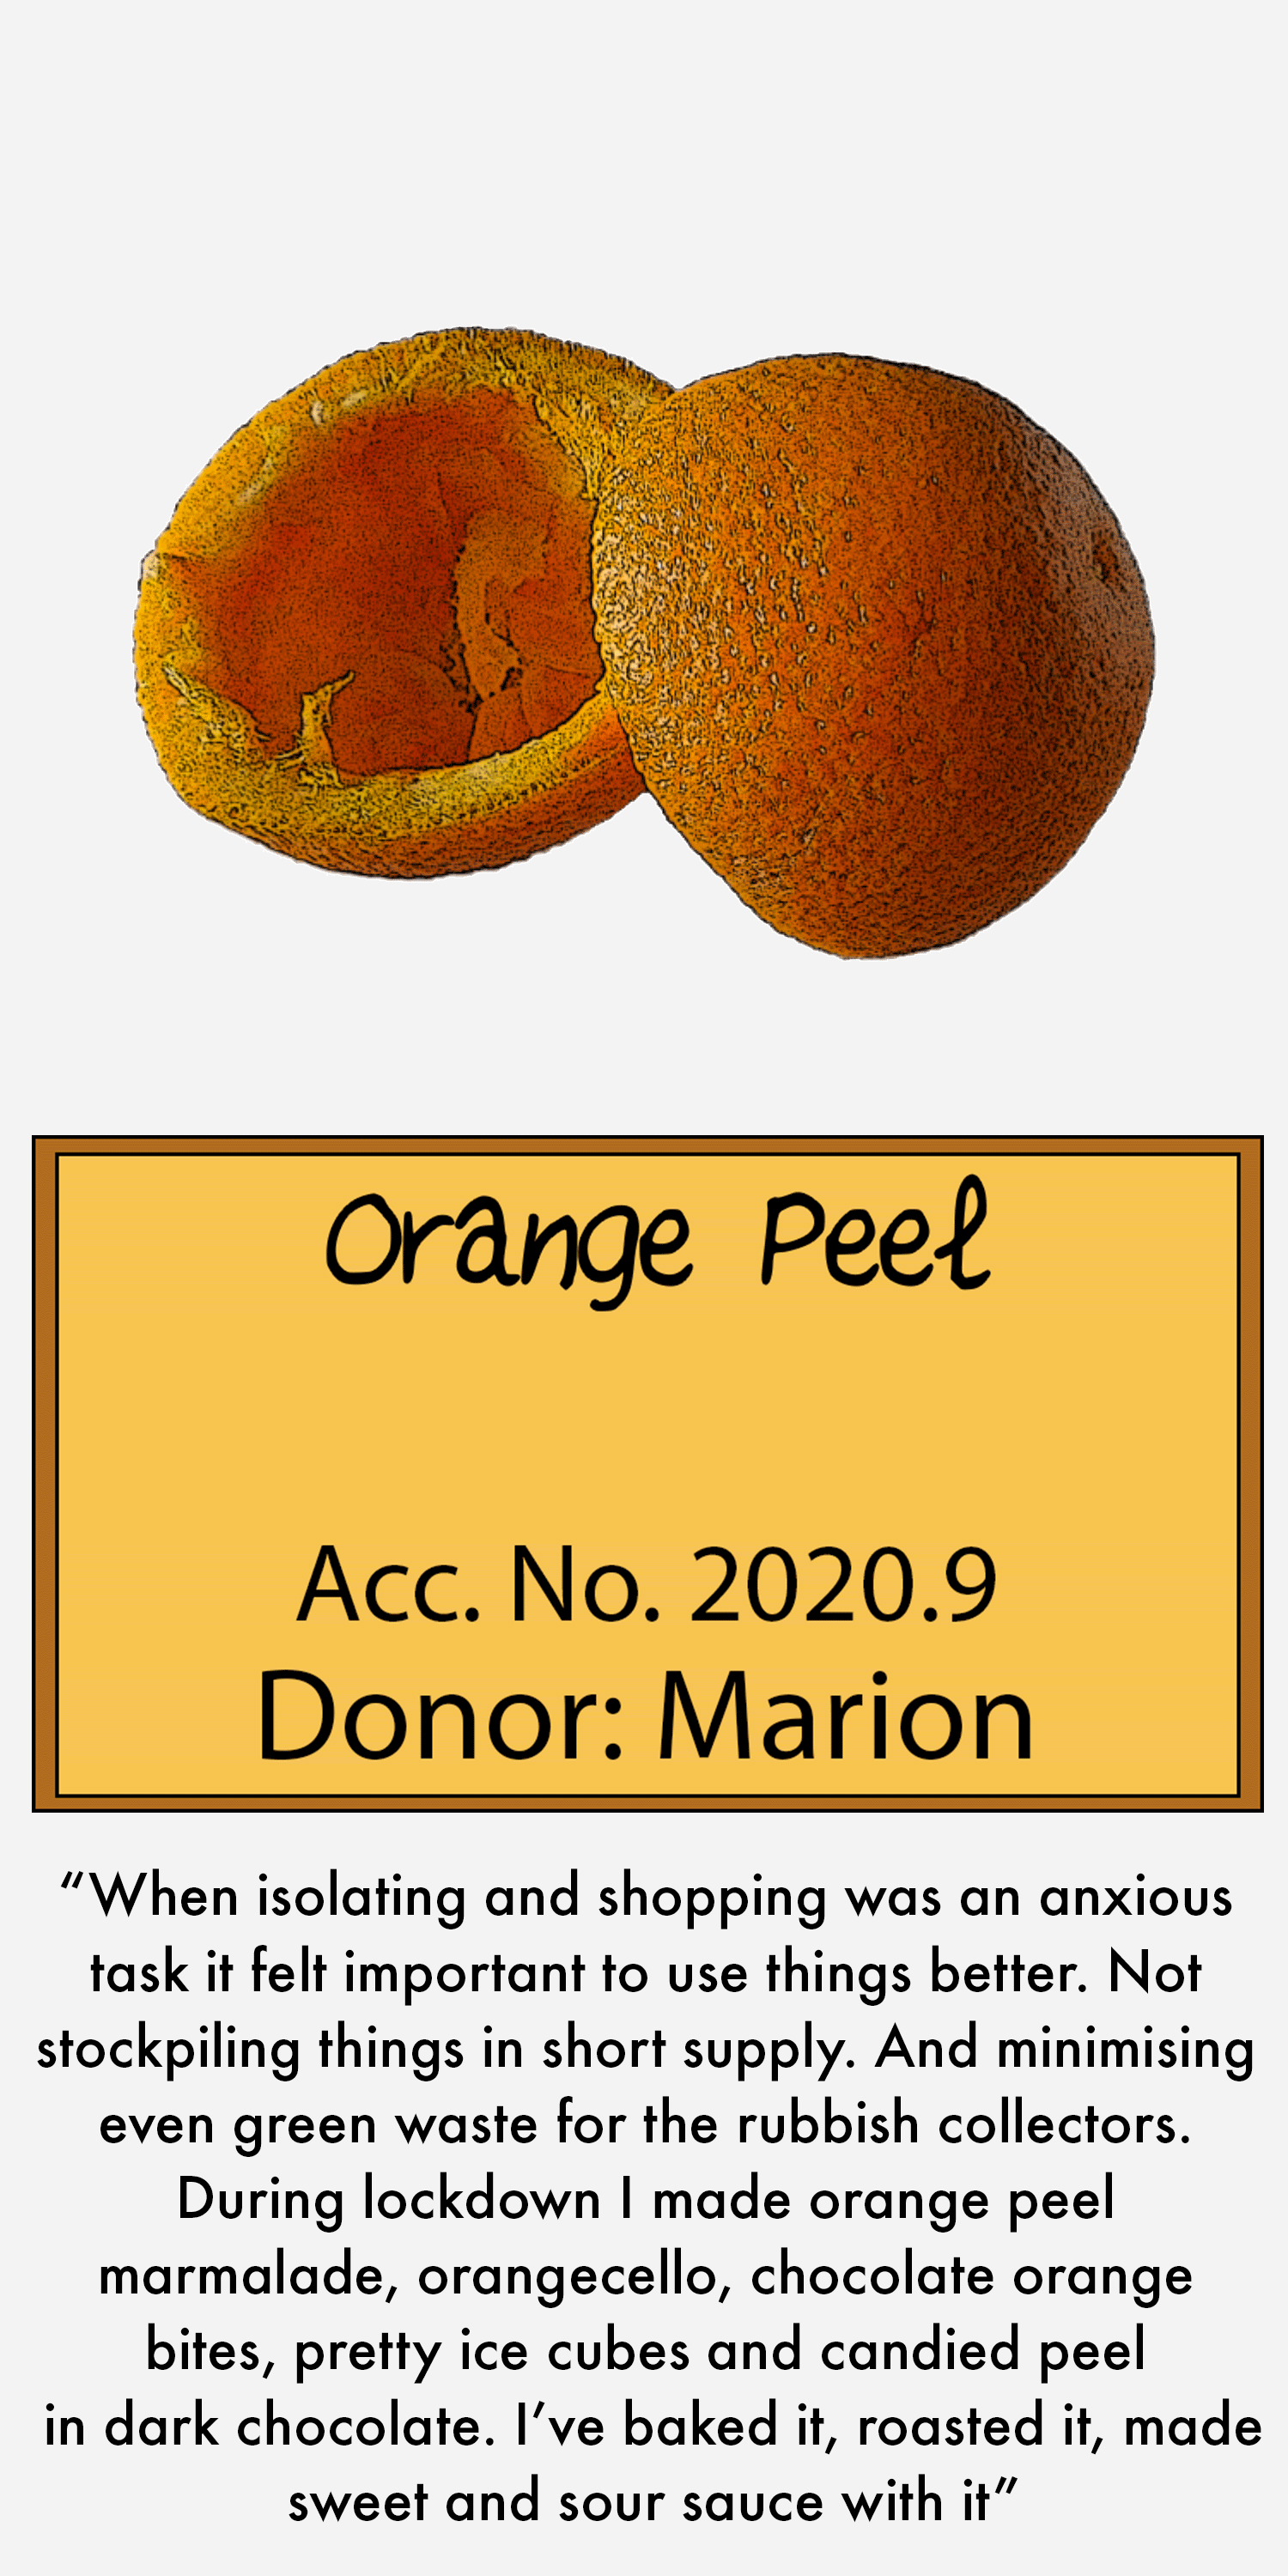 Orange Peel
Acc. No. 2020.9
Donor: Marion
“When isolating and shopping was an anxious
task it felt important to use things better. Not
stockpiling things in short supply. And minimising
even green waste for the rubbish collectors.
During lockdown I made orange peel
marmalade, orangecello, chocolate orange
bites, pretty ice cubes and candied peel
in dark chocolate. I’ve baked it, roasted it, made
sweet and sour sauce with it”